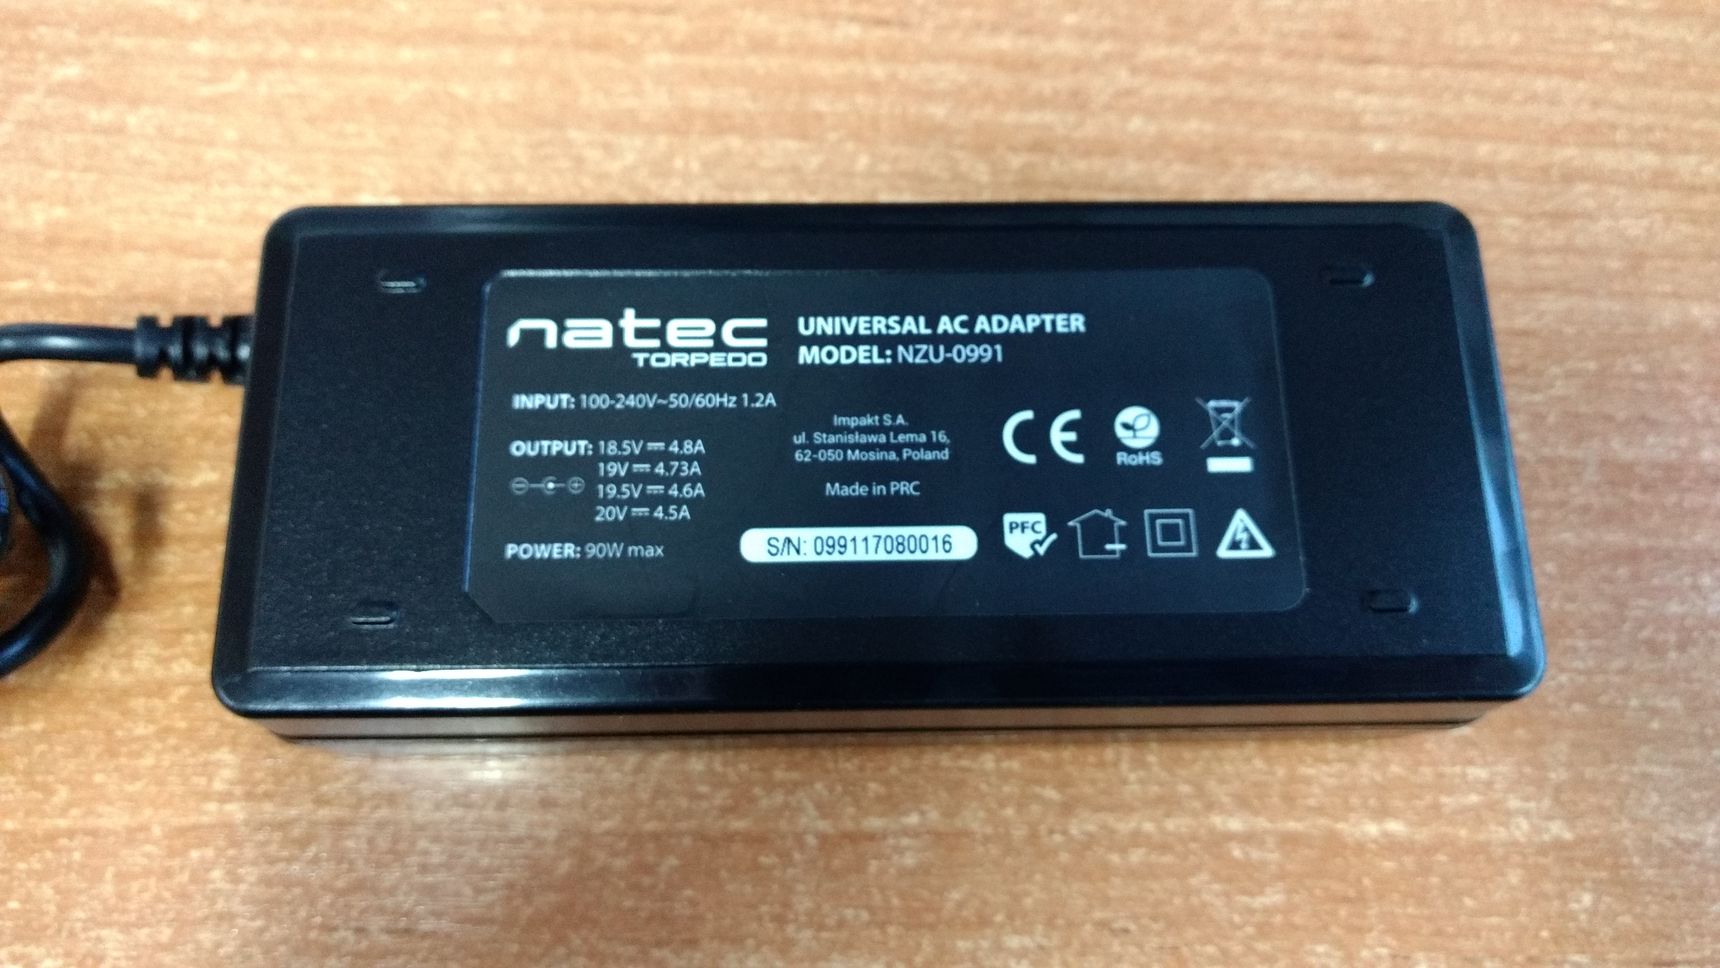 natec
TORPEDO
UNIVERSAL AC ADAPTER
MODEL: NZU-0991
INPUT: 100-240V~50/60Hz 1.2A
OUTPUT: 18.5V⎓4.8A
19V⎓4.73A
19.5V⎓4.6A
20V⎓4.5A
POWER: 90W max
Impakt S.A.
ul. Stanisława Lema 16,
62-050 Mosina, Poland
Made in PRC
S/N: 099117080016
CE
RoHS
PFC